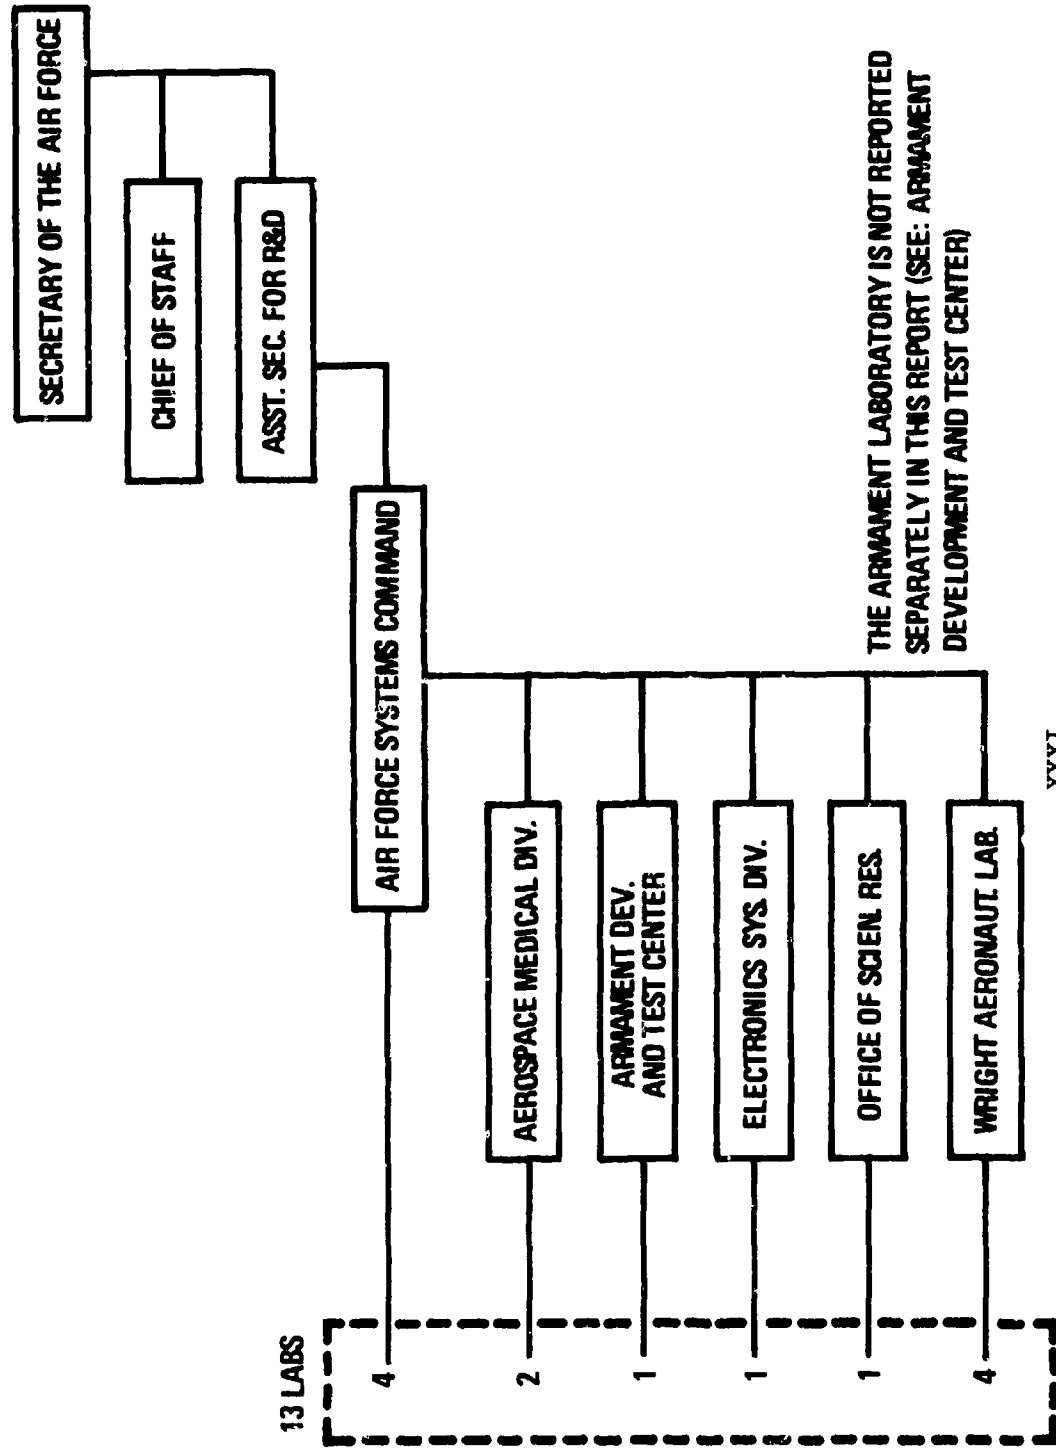 SECRETARY OF THE AIR FORCE
CHIEF OF STAFF
ASST. SEC. FOR R&D
AIR FORCE SYSTEMS COMMAND
13 LABS
4
2
1
1
1
4
AEROSPACE MEDICAL DIV.
ARMAMENT DEV.
AND TEST CENTER
ELECTRONICS SYS. DIV.
OFFICE OF SCIEN. RES.
WRIGHT AERONAUT. LAB.
THE ARMAMENT LABORATORY IS NOT REPORTED
SEPARATELY IN THIS REPORT (SEE: ARMAMENT
DEVELOPMENT AND TEST CENTER)
XXXI